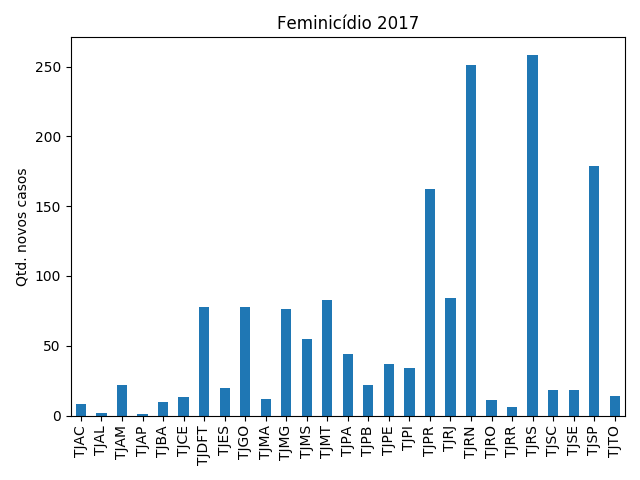 Feminicídio 2017
Qtd. novos casos
250
200
150
100
50
0
TJAC
TJAL
TJAM
TJAP
TJBA
TJCE
TJDFT
TJES
TJGO
TJMA
TJMG
TJMS
TJMT
TJPA
TJPB
TJPE
TJPI
TJPR
TJRJ
TJRN
TJRO
TJRR
TJRS
TJSC
TJSE
TJSP
TJTO